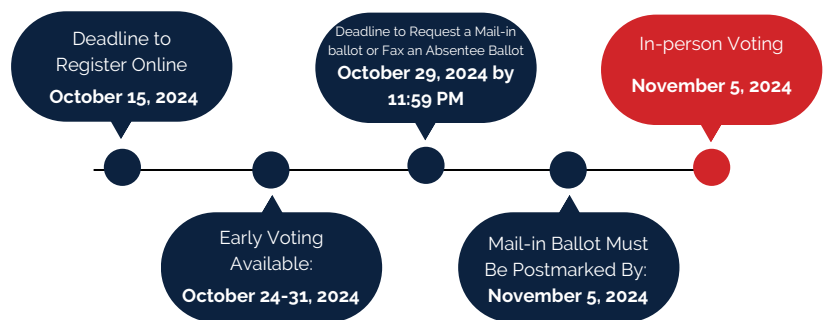 Deadline to
Register Online
October 15, 2024
Early Voting
Available:
October 24-31, 2024
Deadline to Request a Mail-in
ballot or Fax an Absentee Ballot
October 29, 2024 by
11:59 PM
Mail-in Ballot Must
Be Postmarked By:
November 5, 2024
In-person Voting
November 5, 2024